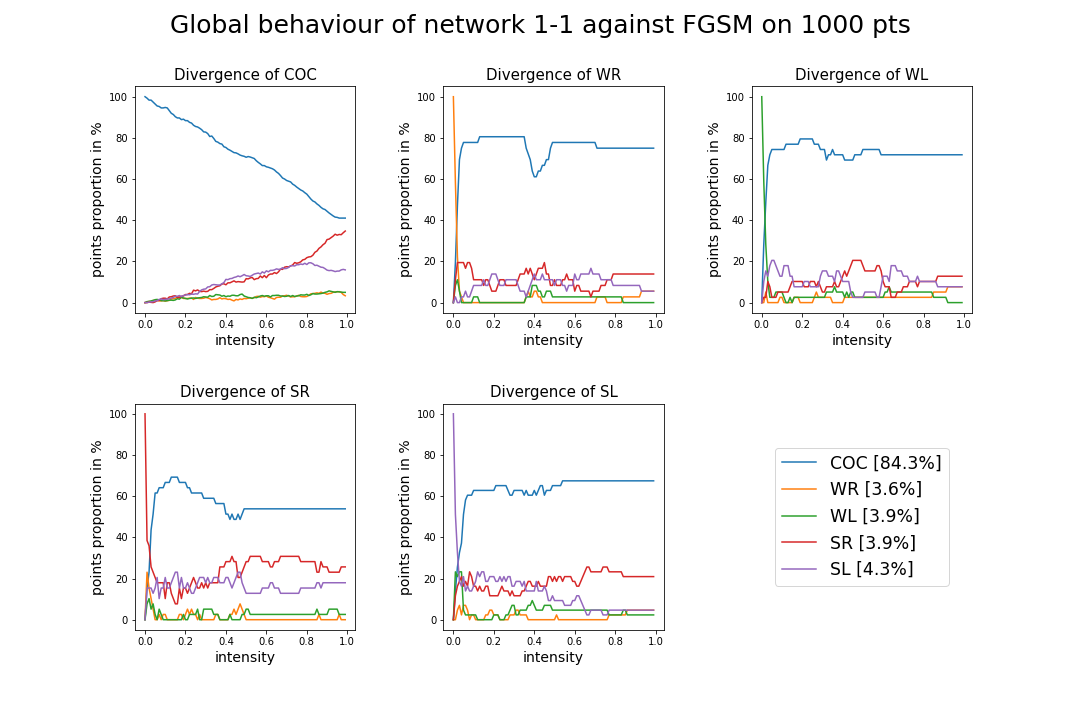 Global behaviour of network 1-1 against FGSM on 1000 pts
Divergence of COC
points proportion in %
100
80
60
40
20
0
0.0 0.2 0.4 0.6 0.8 1.0
intensity
Divergence of WR
points proportion in %
100
80
60
40
20
0
0.0 0.2 0.4 0.6 0.8 1.0
intensity
Divergence of WL
points proportion in %
100
80
60
40
20
0
0.0 0.2 0.4 0.6 0.8 1.0
intensity
Divergence of SR
points proportion in %
100
80
60
40
20
0
0.0 0.2 0.4 0.6 0.8 1.0
intensity
Divergence of SL
points proportion in %
100
80
60
40
20
0
0.0 0.2 0.4 0.6 0.8 1.0
intensity
COC [84.3%]
WR [3.6%]
WL [3.9%]
SR [3.9%]
SL [4.3%]